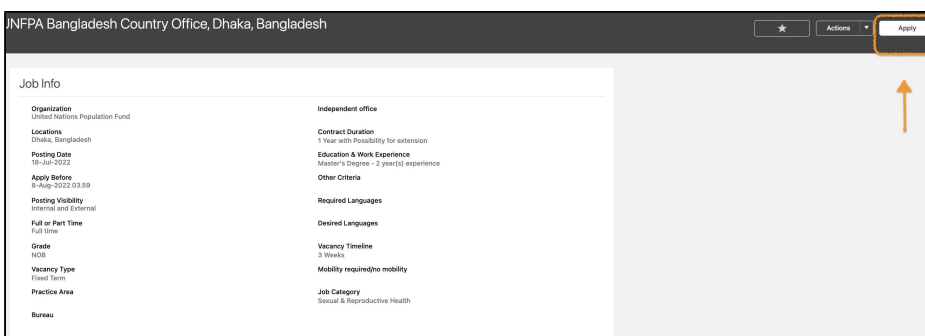 JNFPA Bangladesh Country Office, Dhaka, Bangladesh
Actions
Apply
Job Info
Organization
United Nations Population Fund
Independent office
Locations
Dhaka, Bangladesh
Contract Duration
1 Year with Possibility for extension
Posting Date
18-Jul-2022
Education & Work Experience
Master's Degree - 2 year(s) experience
Apply Before
8-Aug-2022 03.59
Other Criteria
Posting Visibility
Internal and External
Required Languages
Full or Part Time
Full time
Desired Languages
Grade
NOB
Vacancy Timeline
3 Weeks
Vacancy Type
Fixed Term
Mobility required/no mobility
Practice Area
Job Category
Sexual & Reproductive Health
Bureau